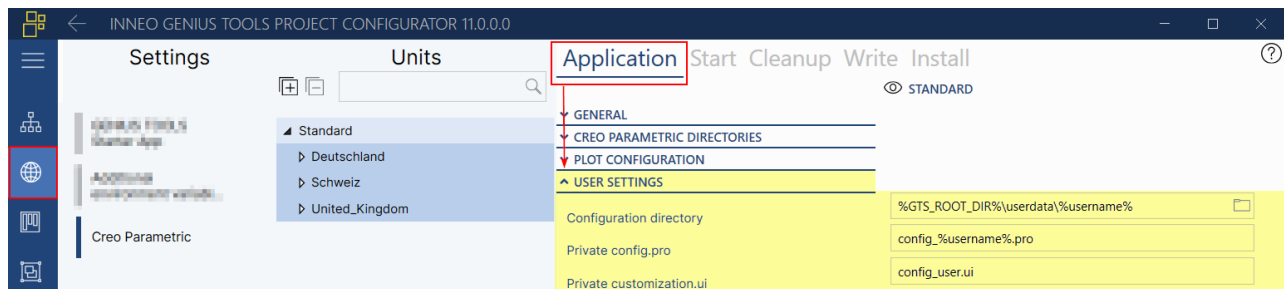 INNEO GENIUS TOOLS PROJECT CONFIGURATOR 11.0.0.0
Settings
Units
Application Start Cleanup Write Install
STANDARD
GENERAL
CREO PARAMETRIC DIRECTORIES
PLOT CONFIGURATION
USER SETTINGS
Standard
Deutschland
Schweiz
United_Kingdom
Creo Parametric
Configuration directory
%GTS_ROOT_DIR%\userdata\%username%
Private config.pro
config_%username%.pro
Private customization.ui
config_user.ui